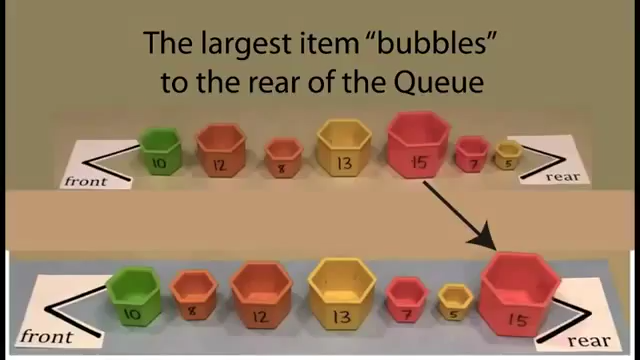 The largest item “bubbles”
to the rear of the Queue
10 12 8 13 15 7 5
front rear
10 8 12 13 7 5 15
front rear